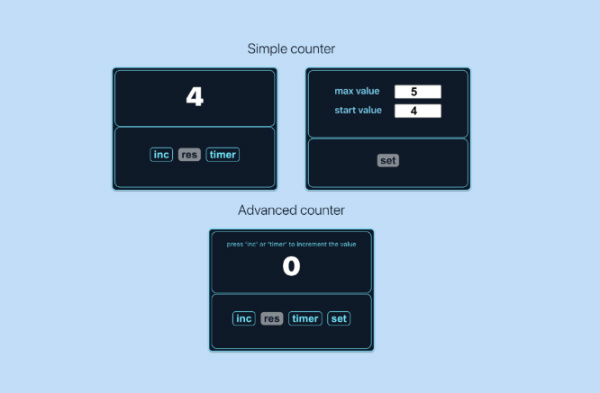 Simple counter
4
inc res timer
max value 5
start value 4
set
Advanced counter
press 'inc' or 'timer' to increment the value
0
inc res timer set